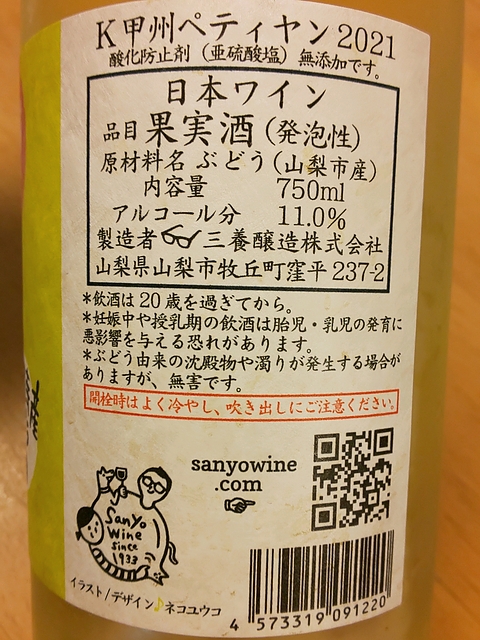 K甲州ペティヤン2021
酸化防止剤（亜硫酸塩）無添加です。
日本ワイン
品目 果実酒（発泡性）
原材料名 ぶどう（山梨市産）
内容量 750ml
アルコール分 11.0%
製造者 三養醸造株式会社
山梨県山梨市牧丘町窪平 237-2
*飲酒は20歳を過ぎてから。
*妊娠中や授乳期の飲酒は胎児・乳児の発育に
悪影響を与える恐れがあります。
*ぶどう由来の沈殿物や濁りが発生する場合が
ありますが、無害です。
開栓時はよく冷やし、吹き出しにご注意ください。
sanyowine
.com
Sanyo
Wine
since
1933
イラスト/デザイン♪ネコユウコ
4 573319 091220